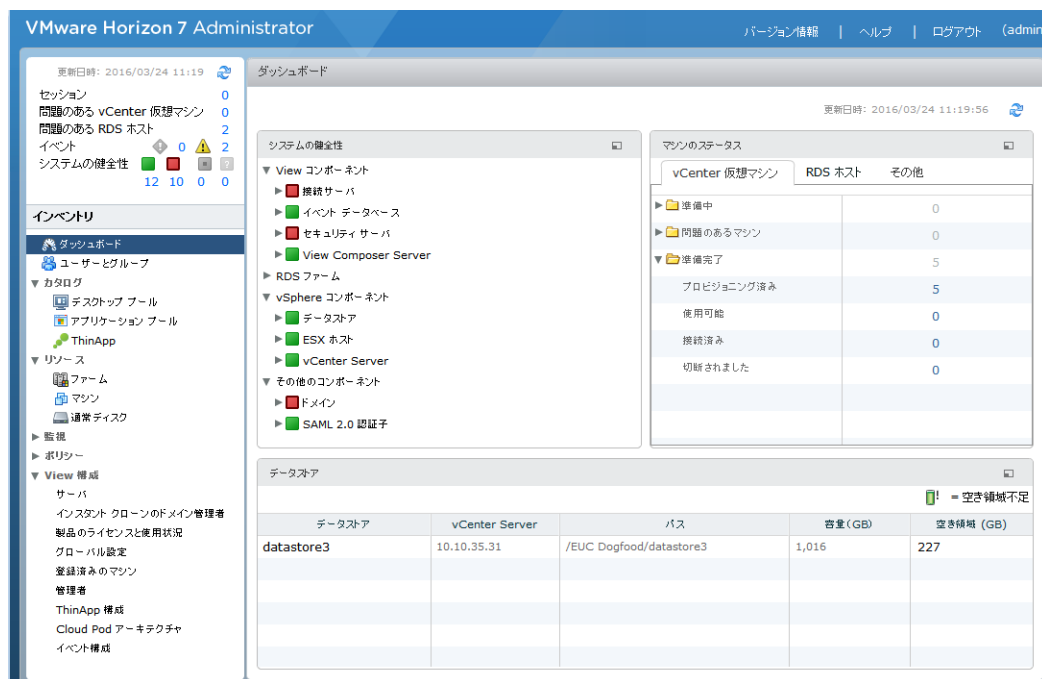 VMware Horizon 7 Administrator
バージョン情報 | ヘルプ | ログアウト (admin
更新日時: 2016/03/24 11:19
セッション 0
問題のある vCenter 仮想マシン 0
問題のある RDS ホスト 2
イベント 0 2
システムの健全性
12 10 0 0
インベントリ
ダッシュボード
ユーザーとグループ
カタログ
デスクトップ プール
アプリケーション プール
ThinApp
リソース
ファーム
マシン
通常ディスク
監視
ポリシー
View 構成
サーバ
インスタント クローンのドメイン管理者
製品のライセンスと使用状況
グローバル設定
登録済みのマシン
管理者
ThinApp 構成
Cloud Pod アーキテクチャ
イベント構成
ダッシュボード
更新日時: 2016/03/24 11:19:56
システムの健全性
View コンポーネント
接続サーバ
イベント データベース
セキュリティ サーバ
View Composer Server
RDS ファーム
vSphere コンポーネント
データストア
ESX ホスト
vCenter Server
その他のコンポーネント
ドメイン
SAML 2.0 認証子
マシンのステータス
vCenter 仮想マシン RDS ホスト その他
準備中 0
問題のあるマシン 0
準備完了 5
プロビジョニング済み 5
使用可能 0
接続済み 0
切断されました 0
データストア
! = 空き領域不足
データストア vCenter Server パス 容量(GB) 空き領域 (GB)
datastore3 10.10.35.31 /EUC Dogfood/datastore3 1,016 227